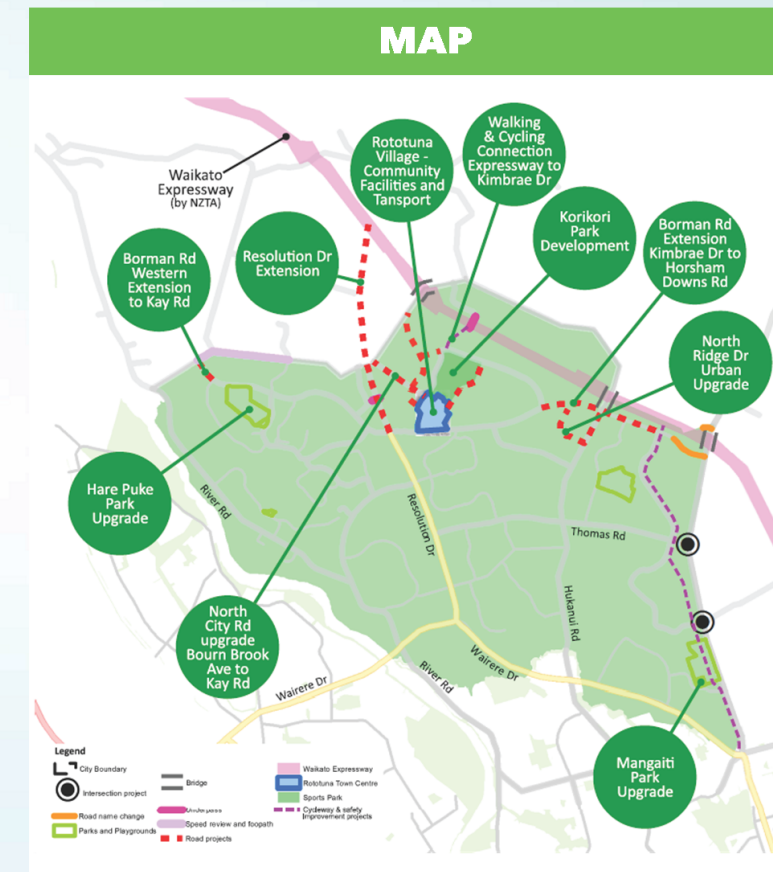 MAP
Waikato
Expressway
(by NZTA)
Rototuna
Village -
Community
Facilities and
Tansport
Walking
& Cycling
Connection
Expressway to
Kimbrae Dr
Korikori
Park
Development
Borman Rd
Extension
Kimbrae Dr to
Horsham
Downs Rd
Resolution Dr
Extension
Borman Rd
Western
Extension
to Kay Rd
North
Ridge Dr
Urban
Upgrade
Hare Puke
Park
Upgrade
River Rd
Resolution Dr
Thomas Rd
Hukanui Rd
North
City Rd
upgrade
Bourn Brook
Ave to
Kay Rd
Wairere Dr
River Rd
Wairere Dr
Mangaiti
Park
Upgrade
Legend
City Boundary
Intersection project
Road name change
Parks and Playgrounds
Bridge
Underpass
Speed review and foopath
Road projects
Waikato Expressway
Rototuna Town Centre
Sports Park
Cycleway & safety
Improvement projects